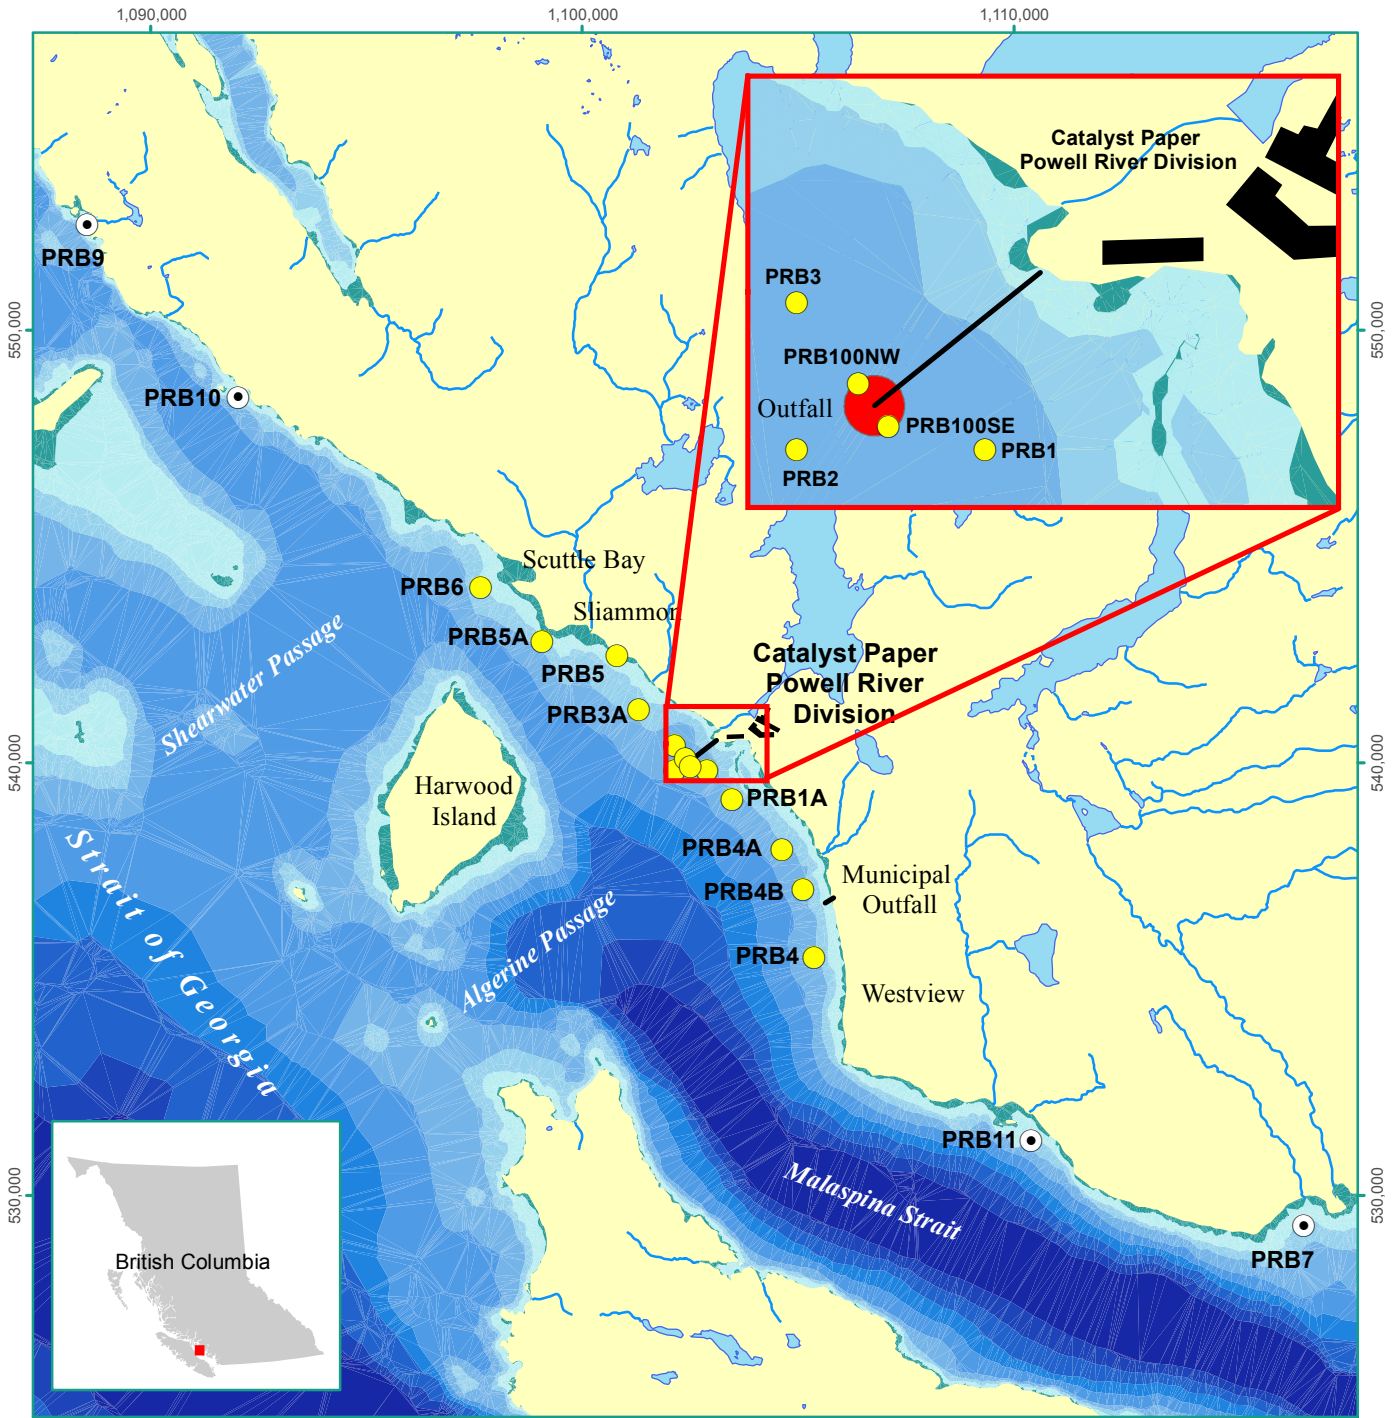 1,090,000
1,100,000
1,110,000
Catalyst Paper
Powell River Division
PRB9
PRB3
550,000
550,000
PRB100NW
PRB10
Outfall
PRB100SE
PRB1
PRB2
Scuttle Bay
PRB6
Sliammon
PRB5A
Shearwater Passage
PRB5
Catalyst Paper
Powell River
Division
PRB3A
540,000
540,000
Harwood
Island
PRB1A
PRB4A
Municipal
Outfall
PRB4B
Strait of Georgia
Algerine Passage
PRB4
Westview
PRB11
Malaspina Strait
530,000
530,000
British Columbia
PRB7